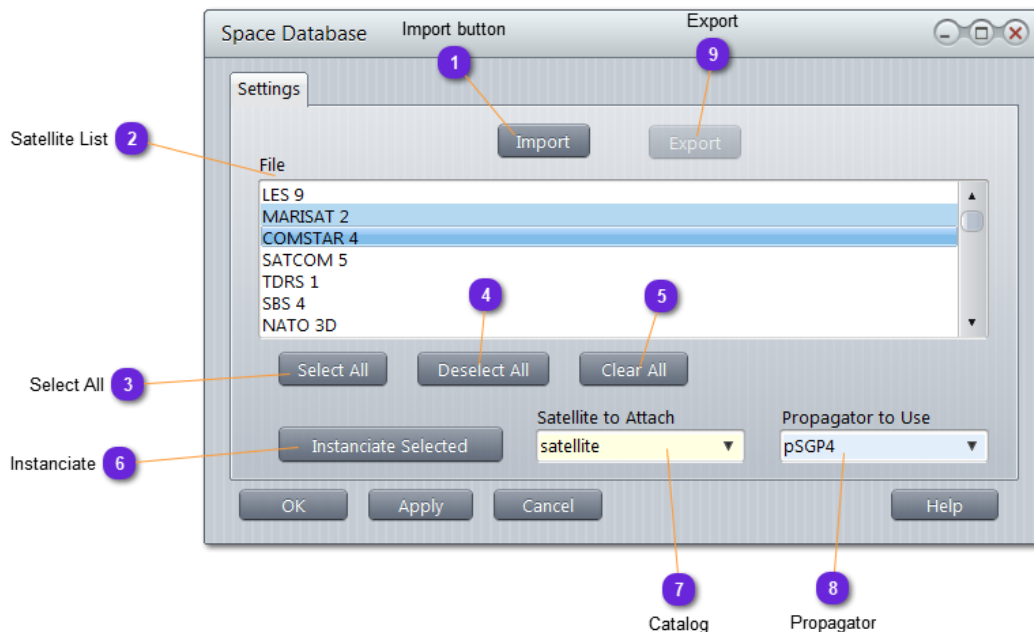 Space Database
Import button
Export
1
9
Settings
Satellite List 2
Import
Export
File
LES 9
MARISAT 2
COMSTAR 4
SATCOM 5
TDRS 1
SBS 4
NATO 3D
4
5
Select All
Deselect All
Clear All
Select All 3
Satellite to Attach
Propagator to Use
Instanciate Selected
satellite
pSGP4
Instanciate 6
OK
Apply
Cancel
Help
7
8
Catalog
Propagator